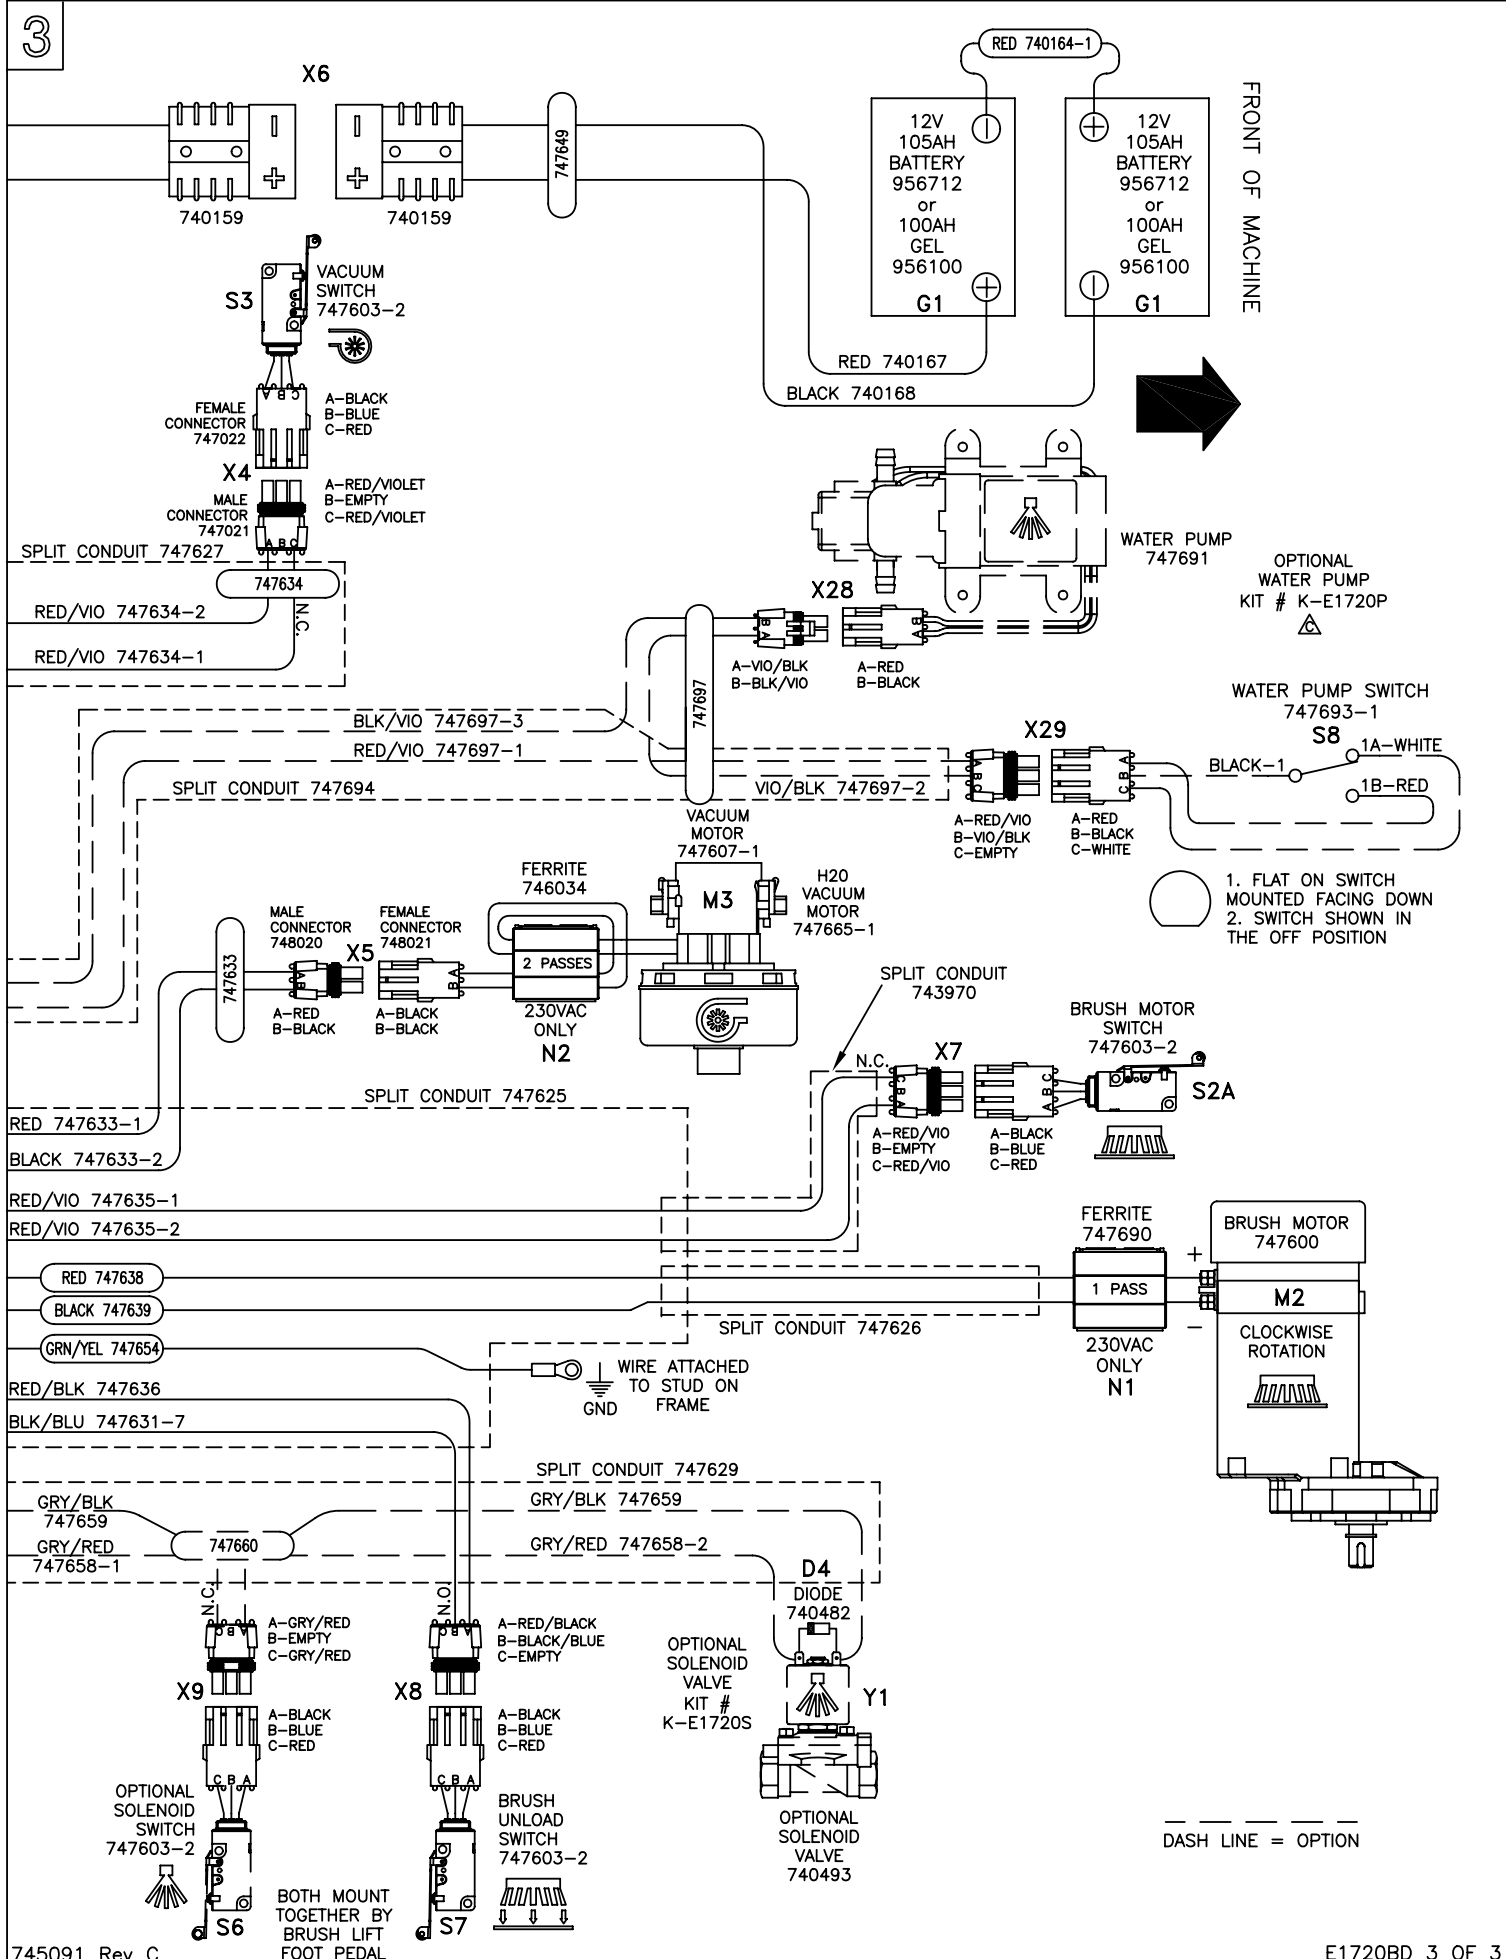 3
X6
740159
740159
747649
RED 740164-1
12V
105AH
BATTERY
956712
or
100AH
GEL
956100
G1
12V
105AH
BATTERY
956712
or
100AH
GEL
956100
G1
FRONT OF MACHINE
RED 740167
BLACK 740168
S3
VACUUM
SWITCH
747603-2
A B C
FEMALE
CONNECTOR
747022
A-BLACK
B-BLUE
C-RED
X4
MALE
CONNECTOR
747021
A-RED/VIOLET
B-EMPTY
C-RED/VIOLET
A B C
SPLIT CONDUIT 747627
747634
RED/VIO 747634-2
N.C.
RED/VIO 747634-1
WATER PUMP
747691
OPTIONAL
WATER PUMP
KIT # K-E1720P
C
X28
B
A
B
A
A-VIO/BLK
B-BLK/VIO
A-RED
B-BLACK
747697
BLK/VIO 747697-3
RED/VIO 747697-1
SPLIT CONDUIT 747694
VIO/BLK 747697-2
X29
A
B
C
A
B
C
A-RED/VIO
B-VIO/BLK
C-EMPTY
A-RED
B-BLACK
C-WHITE
WATER PUMP SWITCH
747693-1
S8
1A-WHITE
BLACK-1
1B-RED
1. FLAT ON SWITCH
MOUNTED FACING DOWN
2. SWITCH SHOWN IN
THE OFF POSITION
VACUUM
MOTOR
747607-1
M3
H20
VACUUM
MOTOR
747665-1
FERRITE
746034
2 PASSES
230VAC
ONLY
N2
747633
MALE
CONNECTOR
748020
X5
FEMALE
CONNECTOR
748021
A
B
A
B
A-RED
B-BLACK
A-BLACK
B-BLACK
SPLIT CONDUIT
743970
BRUSH MOTOR
SWITCH
747603-2
N.C.
X7
S2A
C
B
A
C
B
A
A-RED/VIO
B-EMPTY
C-RED/VIO
A-BLACK
B-BLUE
C-RED
SPLIT CONDUIT 747625
RED 747633-1
BLACK 747633-2
RED/VIO 747635-1
RED/VIO 747635-2
RED 747638
BLACK 747639
GRN/YEL 747654
SPLIT CONDUIT 747626
FERRITE
747690
1 PASS
230VAC
ONLY
N1
+
−
BRUSH MOTOR
747600
M2
CLOCKWISE
ROTATION
GND
WIRE ATTACHED
TO STUD ON
FRAME
RED/BLK 747636
BLK/BLU 747631-7
SPLIT CONDUIT 747629
GRY/BLK
747659
GRY/BLK 747659
747660
GRY/RED
747658-1
GRY/RED 747658-2
N.C.
N.O.
C B A
C B A
A-GRY/RED
B-EMPTY
C-GRY/RED
A-RED/BLACK
B-BLACK/BLUE
C-EMPTY
X9
X8
A-BLACK
B-BLUE
C-RED
A-BLACK
B-BLUE
C-RED
C B A
C B A
D4
DIODE
740482
OPTIONAL
SOLENOID
VALVE
KIT #
K-E1720S
Y1
OPTIONAL
SOLENOID
VALVE
740493
OPTIONAL
SOLENOID
SWITCH
747603-2
S6
BRUSH
UNLOAD
SWITCH
747603-2
S7
BOTH MOUNT
TOGETHER BY
BRUSH LIFT
FOOT PEDAL
DASH LINE = OPTION
745091 Rev C
E1720BD 3 OF 3